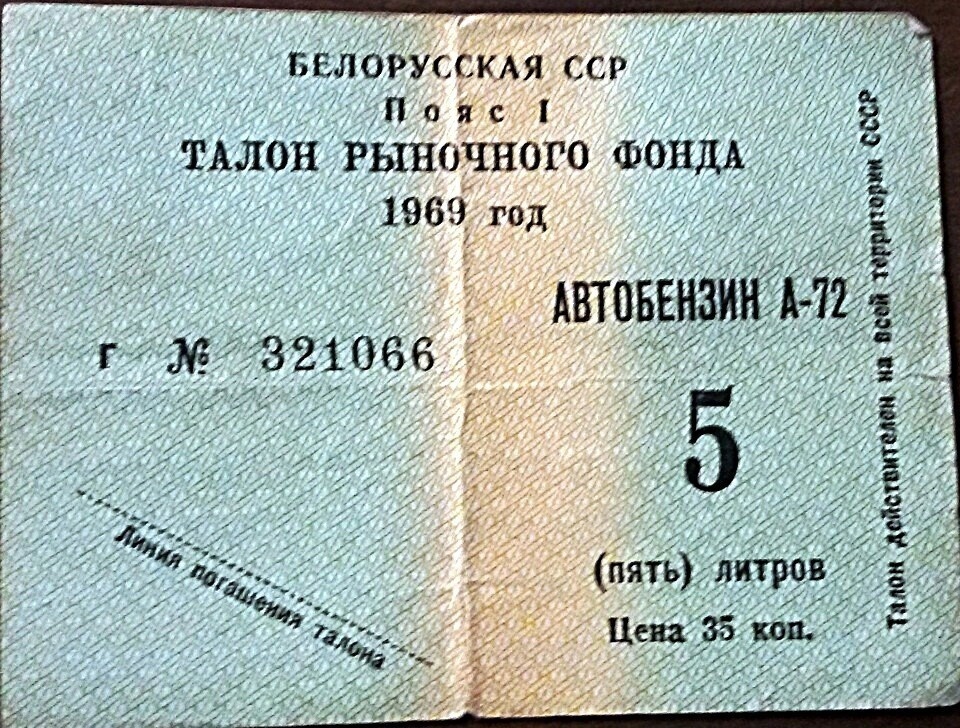 БЕЛОРУССКАЯ ССР
Пояс I
ТАЛОН РЫНОЧНОГО ФОНДА
1969 год
АВТОБЕНЗИН А-72
г № 321066
5
(пять) литров
Цена 35 коп.
Линия погашения талона
Талон действителен на всей территории СССР